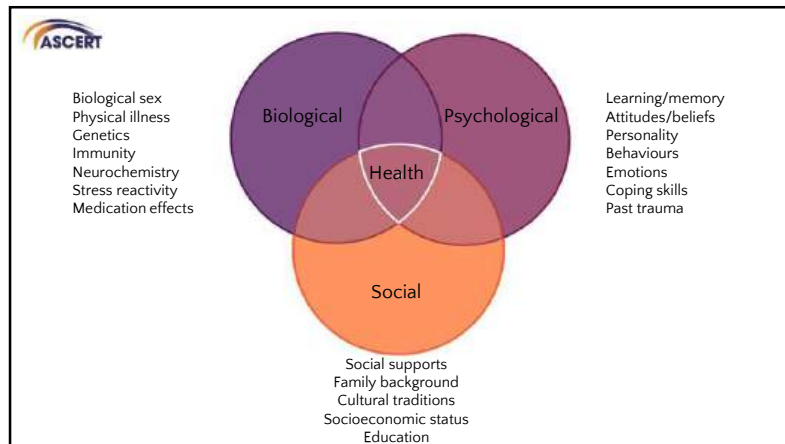 ASCERT
Biological
Psychological
Health
Social
Biological sex
Physical illness
Genetics
Immunity
Neurochemistry
Stress reactivity
Medication effects
Learning/memory
Attitudes/beliefs
Personality
Behaviours
Emotions
Coping skills
Past trauma
Social supports
Family background
Cultural traditions
Socioeconomic status
Education